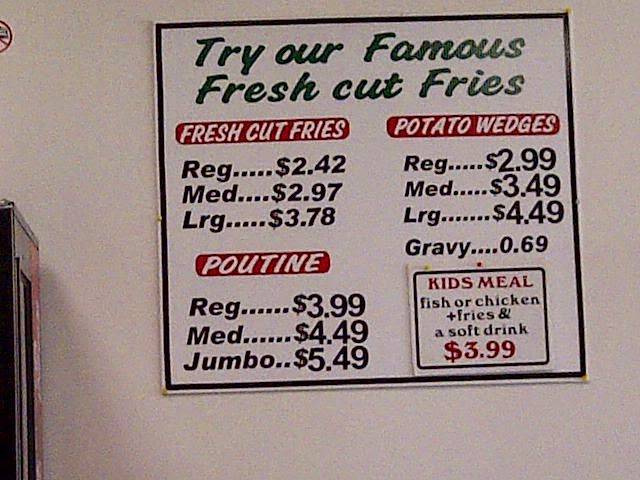 Try our Famous
Fresh cut Fries
FRESH CUT FRIES
Reg.....$2.42
Med.....$2.97
Lrg.....$3.78
POUTINE
Reg......$3.99
Med......$4.49
Jumbo..$5.49
POTATO WEDGES
Reg.....$2.99
Med.....$3.49
Lrg.......$4.49
Gravy....0.69
KIDS MEAL
fish or chicken
+fries &
a soft drink
$3.99